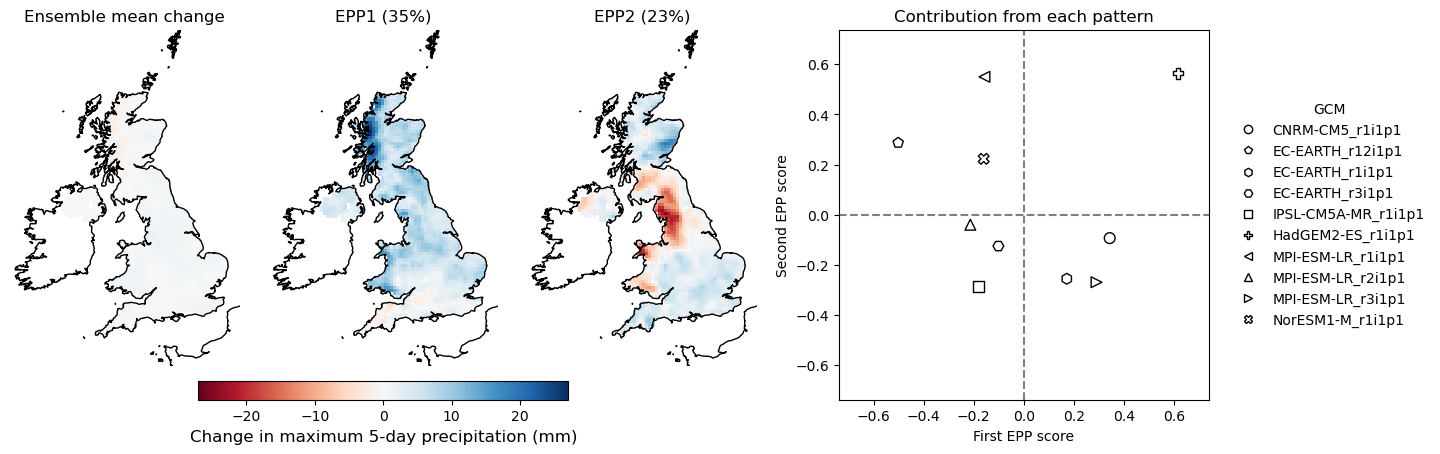 Ensemble mean change
EPP1 (35%)
EPP2 (23%)
−20 −10 0 10 20
Change in maximum 5-day precipitation (mm)
Contribution from each pattern
Second EPP score
0.6
0.4
0.2
0.0
−0.2
−0.4
−0.6
−0.6 −0.4 −0.2 0.0 0.2 0.4 0.6
First EPP score
GCM
CNRM-CM5_r1i1p1
EC-EARTH_r12i1p1
EC-EARTH_r1i1p1
EC-EARTH_r3i1p1
IPSL-CM5A-MR_r1i1p1
HadGEM2-ES_r1i1p1
MPI-ESM-LR_r1i1p1
MPI-ESM-LR_r2i1p1
MPI-ESM-LR_r3i1p1
NorESM1-M_r1i1p1